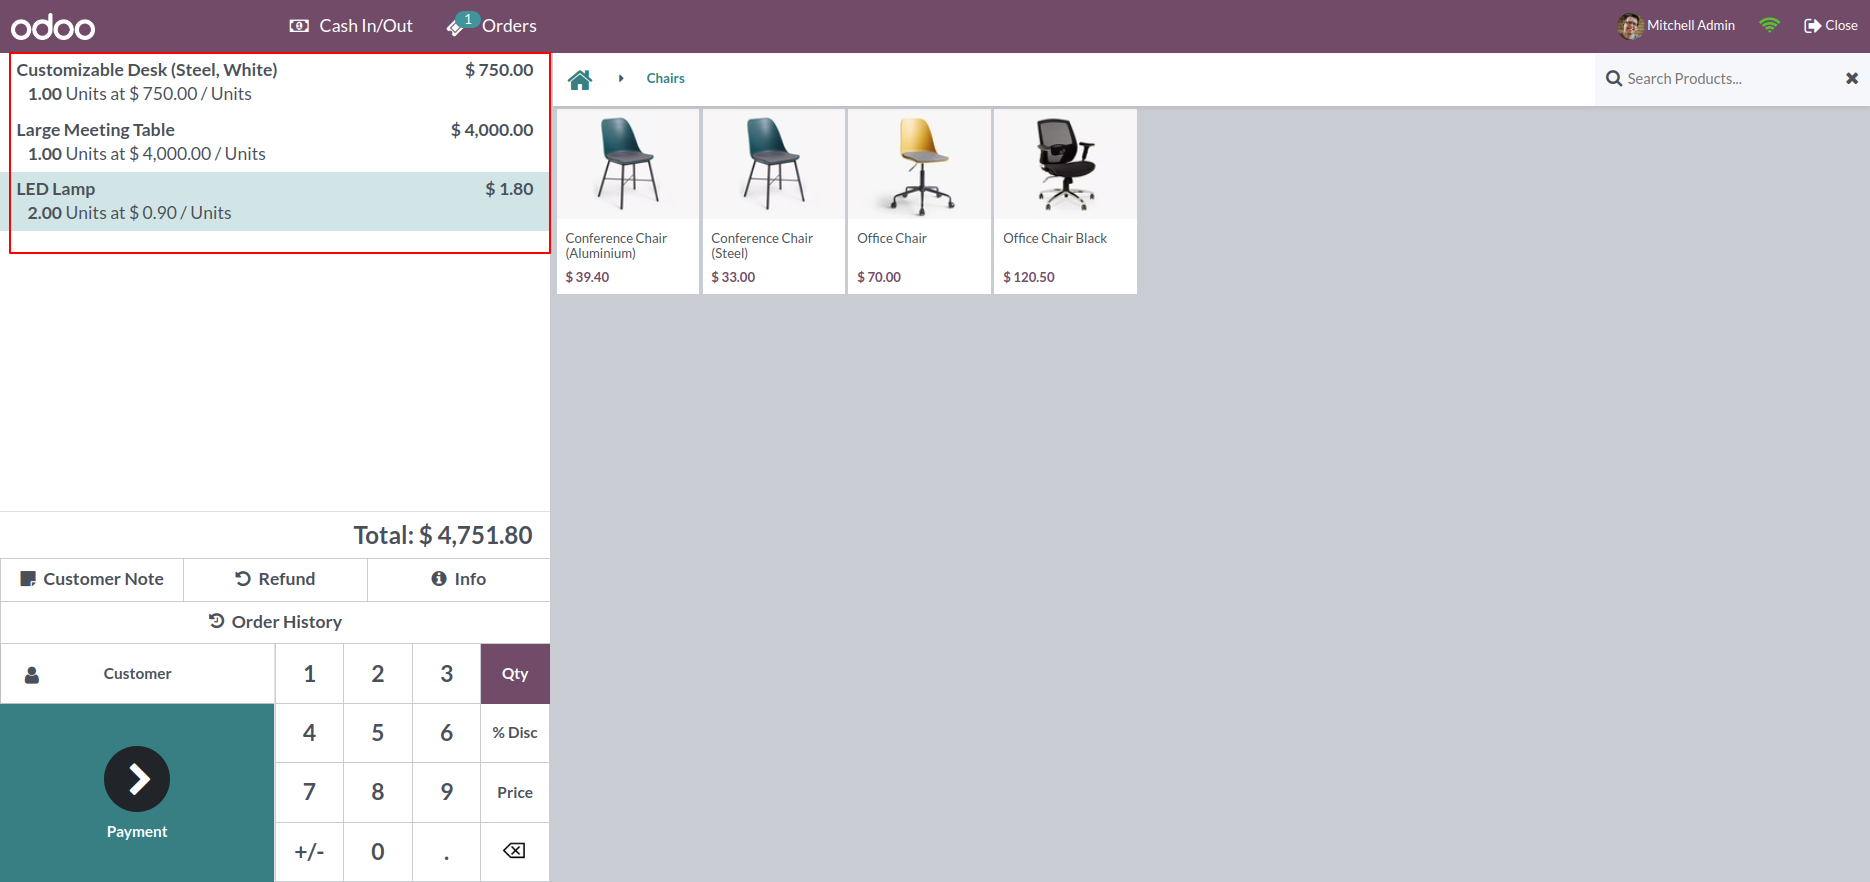 odoo
Cash In/Out
1
Orders
Mitchell Admin
Close
Customizable Desk (Steel, White) $ 750.00
1.00 Units at $ 750.00 / Units
Large Meeting Table $ 4,000.00
1.00 Units at $ 4,000.00 / Units
LED Lamp $ 1.80
2.00 Units at $ 0.90 / Units
Total: $ 4,751.80
Customer Note Refund Info
Order History
Customer
Payment
1 2 3 Qty
4 5 6 % Disc
7 8 9 Price
+/- 0 .
Chairs
Search Products...
Conference Chair
(Aluminium)
$ 39.40
Conference Chair
(Steel)
$ 33.00
Office Chair
$ 70.00
Office Chair Black
$ 120.50